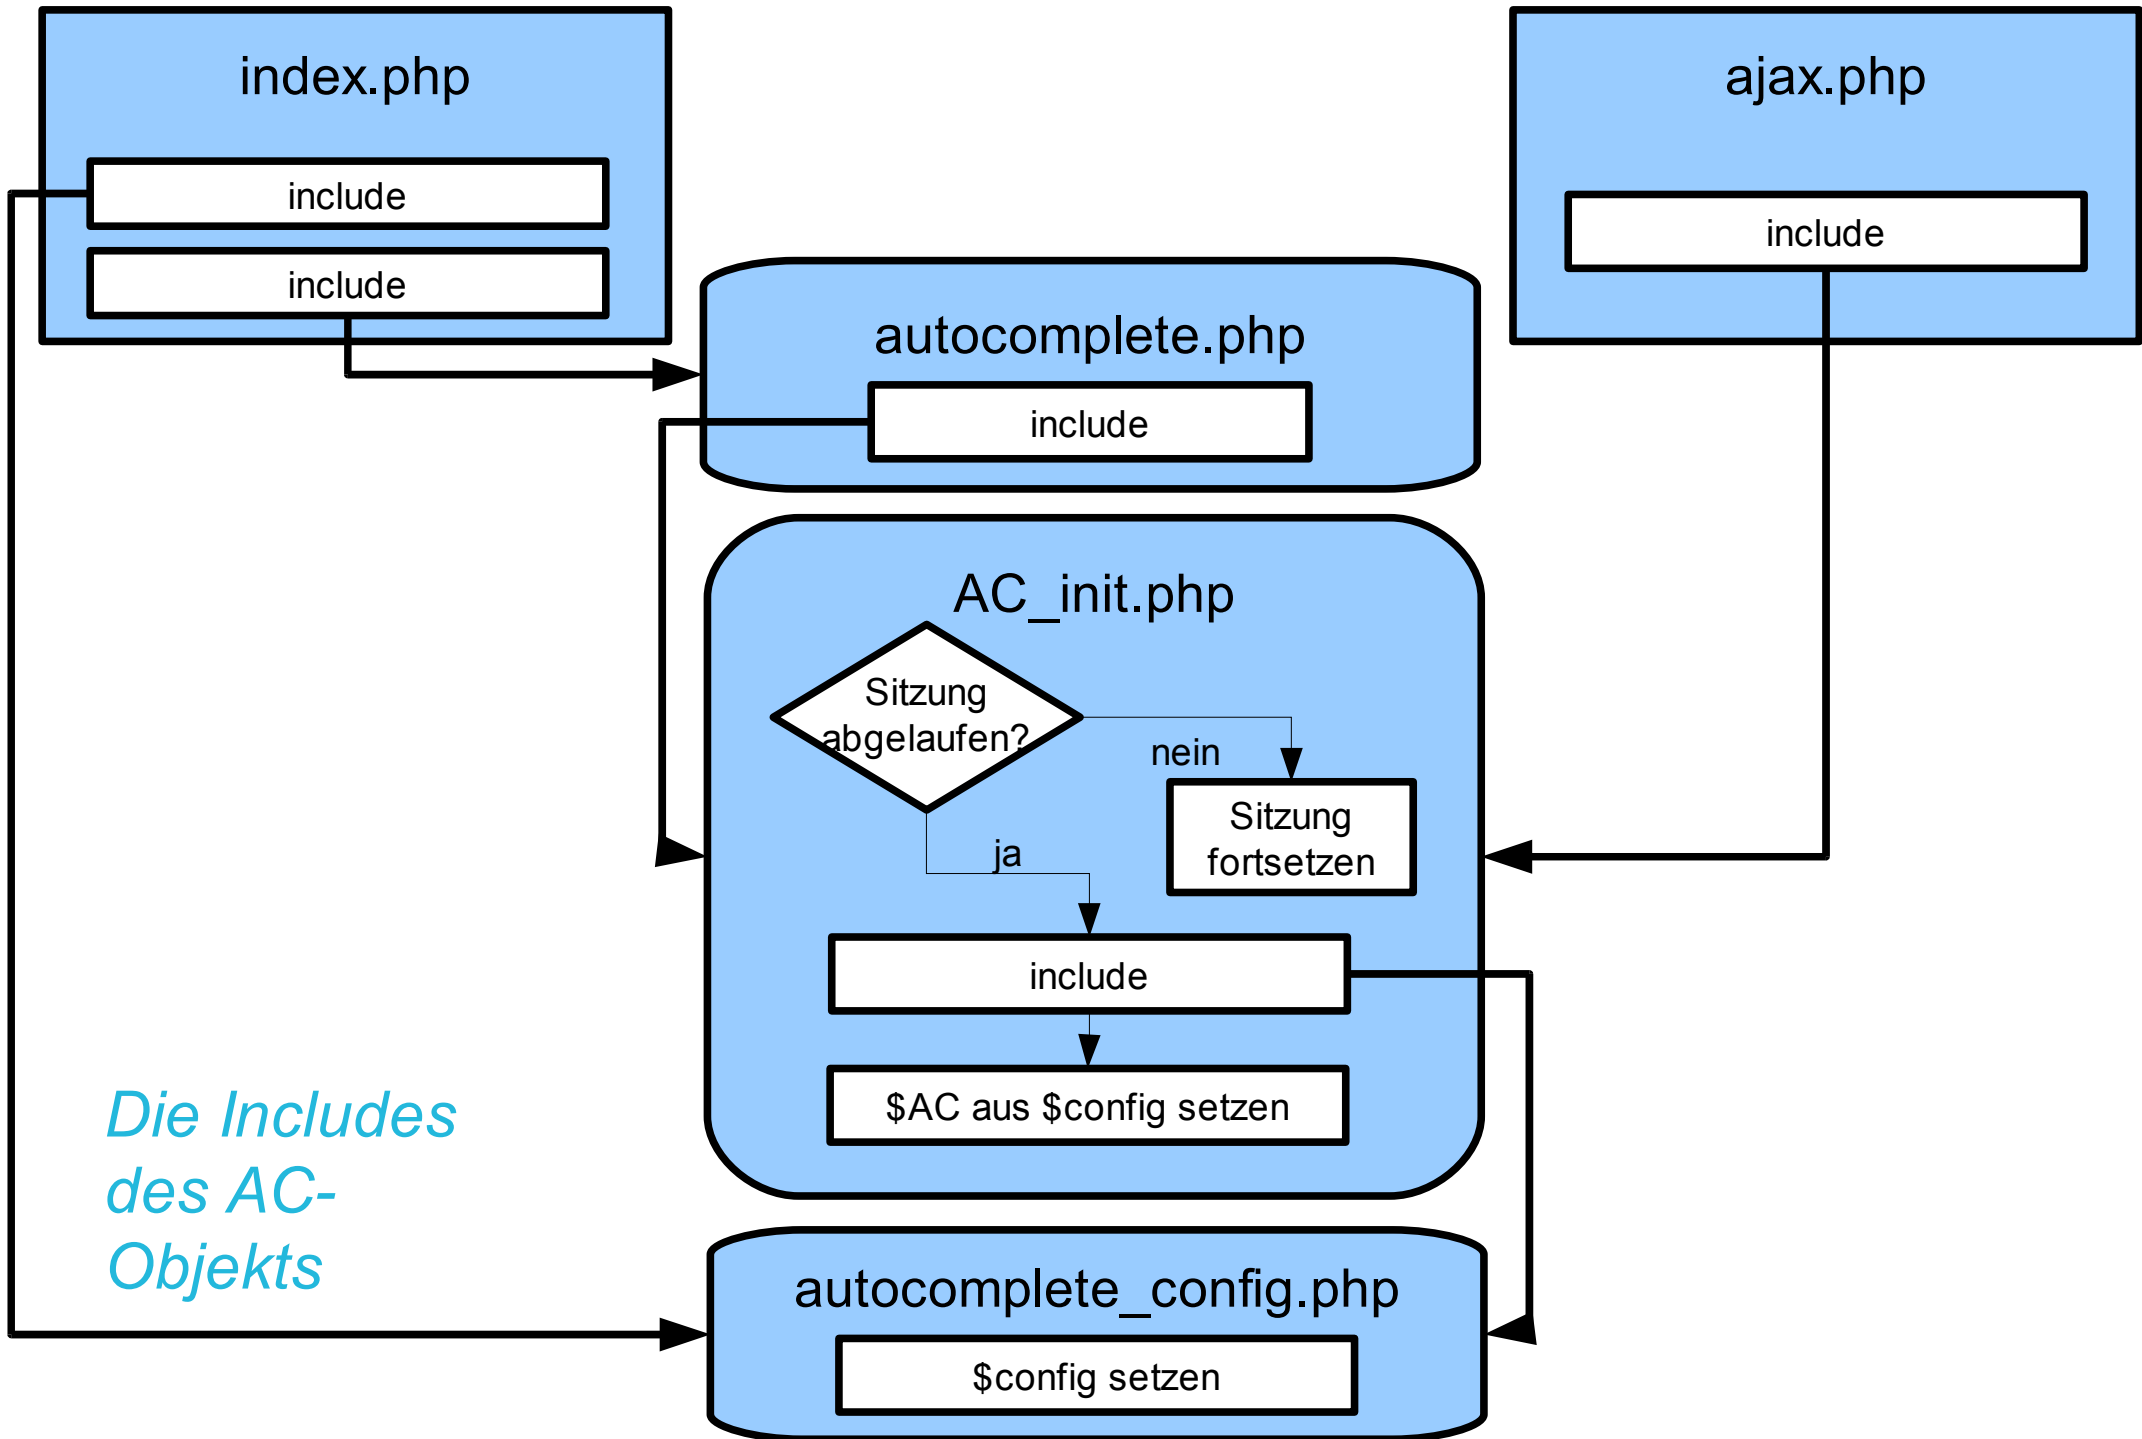 index.php
include
include
ajax.php
include
autocomplete.php
include
AC_init.php
Sitzung
abgelaufen?
nein
Sitzung
fortsetzen
ja
include
$AC aus $config setzen
Die Includes
des AC-
Objekts
autocomplete_config.php
$config setzen